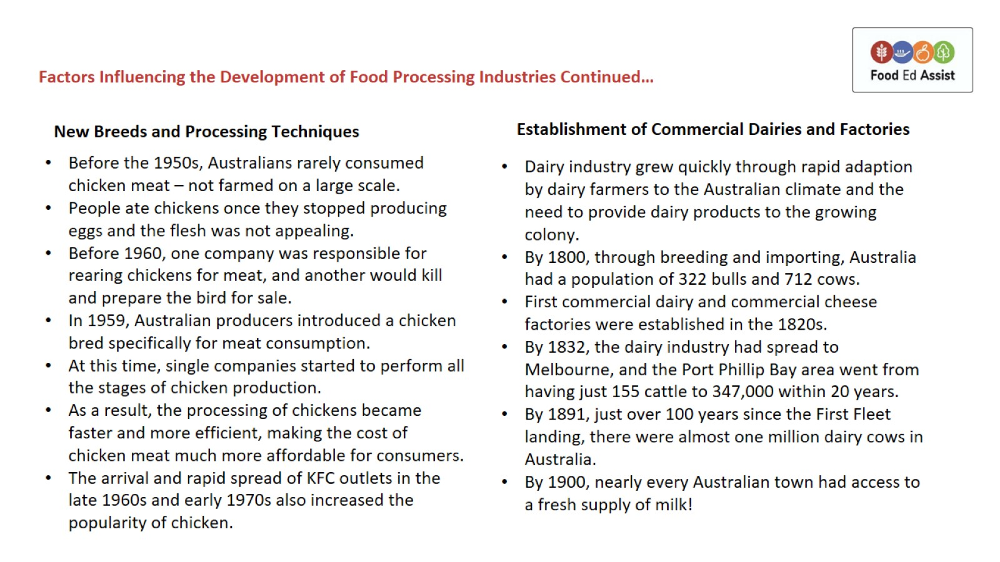 Food Ed Assist
Factors Influencing the Development of Food Processing Industries Continued...
New Breeds and Processing Techniques
• Before the 1950s, Australians rarely consumed
chicken meat – not farmed on a large scale.
• People ate chickens once they stopped producing
eggs and the flesh was not appealing.
• Before 1960, one company was responsible for
rearing chickens for meat, and another would kill
and prepare the bird for sale.
• In 1959, Australian producers introduced a chicken
bred specifically for meat consumption.
• At this time, single companies started to perform all
the stages of chicken production.
• As a result, the processing of chickens became
faster and more efficient, making the cost of
chicken meat much more affordable for consumers.
• The arrival and rapid spread of KFC outlets in the
late 1960s and early 1970s also increased the
popularity of chicken.
Establishment of Commercial Dairies and Factories
• Dairy industry grew quickly through rapid adaption
by dairy farmers to the Australian climate and the
need to provide dairy products to the growing
colony.
• By 1800, through breeding and importing, Australia
had a population of 322 bulls and 712 cows.
• First commercial dairy and commercial cheese
factories were established in the 1820s.
• By 1832, the dairy industry had spread to
Melbourne, and the Port Phillip Bay area went from
having just 155 cattle to 347,000 within 20 years.
• By 1891, just over 100 years since the First Fleet
landing, there were almost one million dairy cows in
Australia.
• By 1900, nearly every Australian town had access to
a fresh supply of milk!